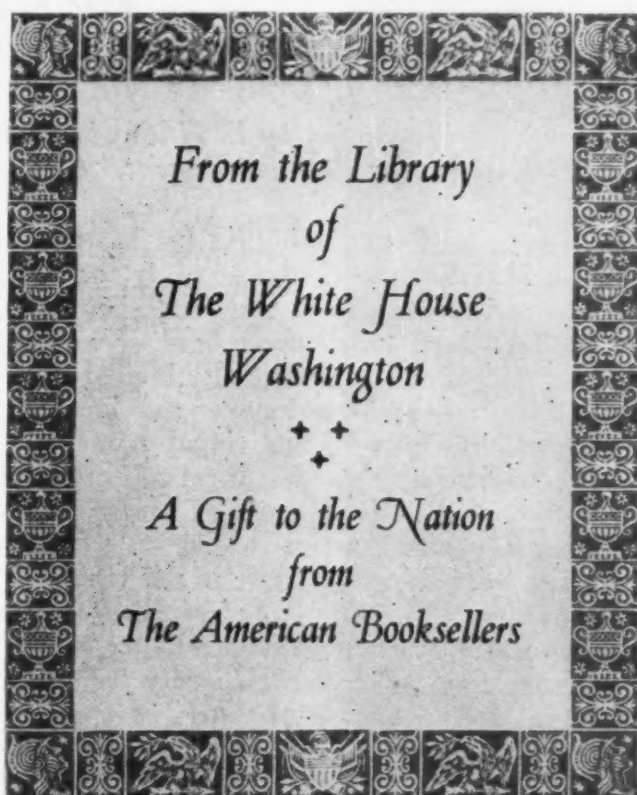 From the Library
of
The White House
Washington
A Gift to the Nation
from
The American Booksellers